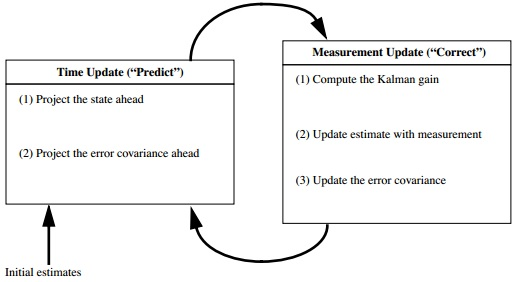 Time Update (“Predict”)
(1) Project the state ahead
(2) Project the error covariance ahead
Initial estimates
Measurement Update (“Correct”)
(1) Compute the Kalman gain
(2) Update estimate with measurement
(3) Update the error covariance